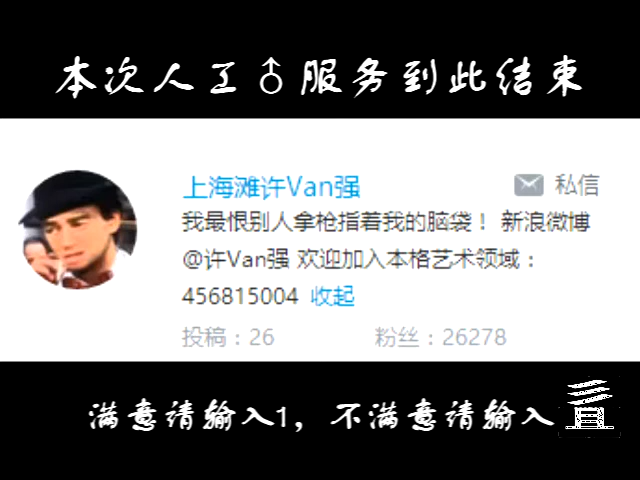 本次人工♂服务到此结束
上海滩许Van强
私信
我最恨别人拿枪指着我的脑袋！ 新浪微博
@许Van强 欢迎加入本格艺术领域：
456815004 收起
投稿：26 粉丝：26278
满意请输入1，不满意请输入